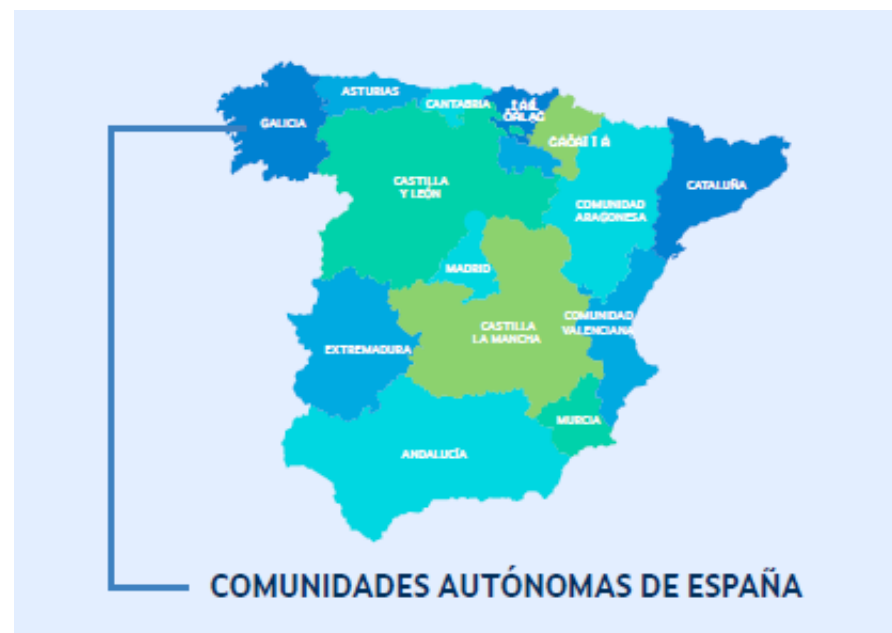 ASTURIAS
CANTABRIA
GALICIA
CASTILLA
Y LEÓN
CATALUÑA
COMUNIDAD
ARAGONESA
MADRID
COMUNIDAD
VALENCIANA
CASTILLA
LA MANCHA
EXTREMADURA
MURCIA
ANDALUCÍA
COMUNIDADES AUTÓNOMAS DE ESPAÑA